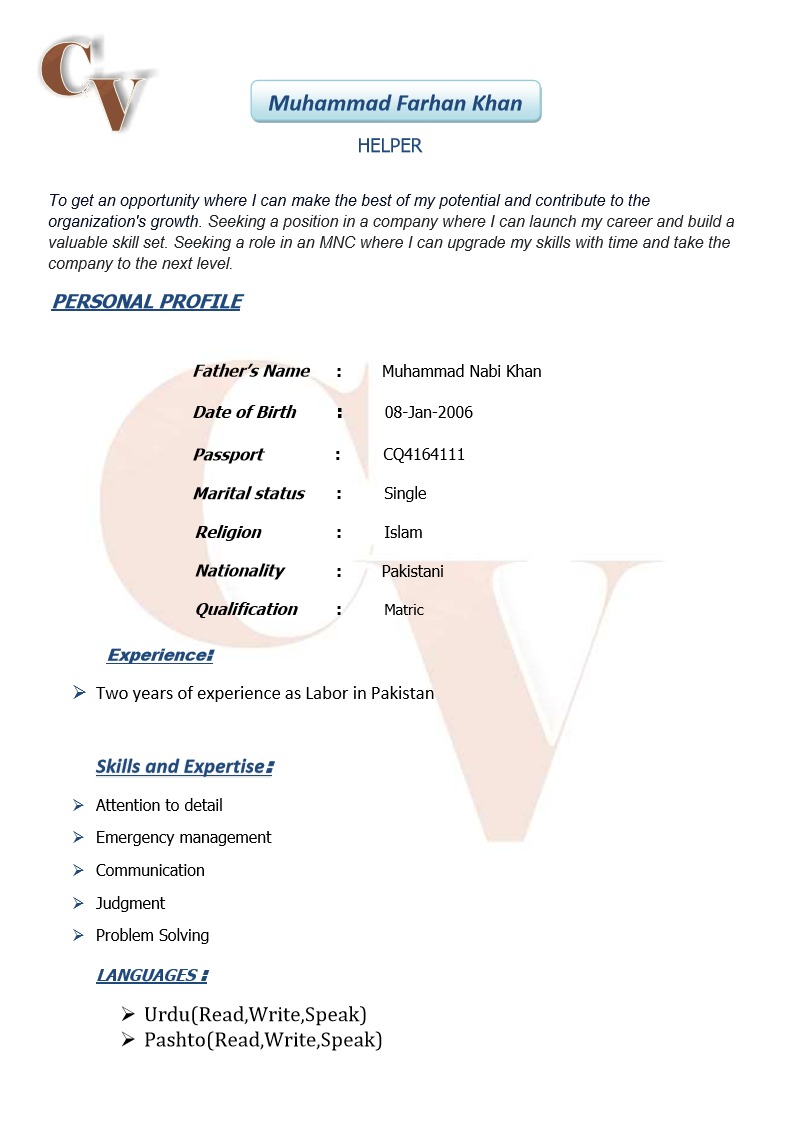 CV
Muhammad Farhan Khan
HELPER
To get an opportunity where I can make the best of my potential and contribute to the
organization's growth. Seeking a position in a company where I can launch my career and build a
valuable skill set. Seeking a role in an MNC where I can upgrade my skills with time and take the
company to the next level.
PERSONAL PROFILE
Father's Name : Muhammad Nabi Khan
Date of Birth : 08-Jan-2006
Passport : CQ4164111
Marital status : Single
Religion : Islam
Nationality : Pakistani
Qualification : Matric
Experience:
➢ Two years of experience as Labor in Pakistan
Skills and Expertise:
➢ Attention to detail
➢ Emergency management
➢ Communication
➢ Judgment
➢ Problem Solving
LANGUAGES :
➢ Urdu(Read,Write,Speak)
➢ Pashto(Read,Write,Speak)
CV